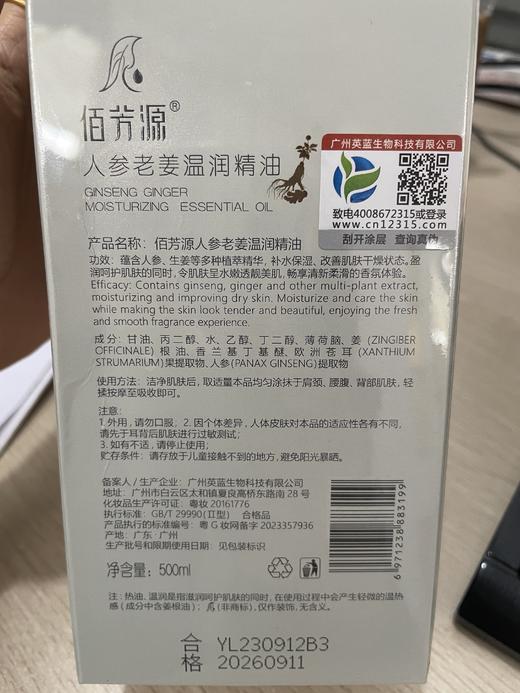 佰芳源®
人参老姜温润精油
GINSENG GINGER
MOISTURIZING ESSENTIAL OIL
广州英蓝生物科技有限公司
致电4008672315或登录
www.cn12315.com
刮开涂层 查询真伪
产品名称：佰芳源人参老姜温润精油
功效：蕴含人参、生姜等多种植萃精华，补水保湿、改善肌肤干燥状态。盈
润呵护肌肤的同时，令肌肤呈水嫩透靓美肌，畅享清新柔滑的香氛体验。
Efficacy: Contains ginseng, ginger and other multi-plant extract,
moisturizing and improving dry skin. Moisturize and care the skin
while making the skin look tender and beautiful, enjoying the fresh
and smooth fragrance experience.
成分：甘油、丙二醇、水、乙醇、丁二醇、薄荷脑、姜 (ZINGIBER
OFFICINALE) 根油、香兰基丁基醚、欧洲苍耳 (XANTHIUM
STRUMARIUM) 果提取物、人参 (PANAX GINSENG) 提取物
使用方法：洁净肌肤后，取适量本品均匀涂抹于肩颈、腰腹、背部肌肤，轻
揉按摩至吸收即可。
注意：
1.外用，请勿口服；2.因个体差异，人体皮肤对本品的适应性各有不同，
请先于耳背后肌肤进行过敏测试；
3.如有不适，请停止使用；
贮存条件：请存放于儿童接触不到的地方，避免阳光暴晒。
备案人/生产企业：广州英蓝生物科技有限公司
地址：广州市白云区太和镇夏良高桥东路南28号
化妆品生产许可证：粤妆20161776
执行标准：GB/T 29990(Ⅱ型) 合格品
产品执行的标准编号：粤G妆网备字2023357936
产地：广东·广州
生产批号和限期使用日期：见包装标识
净含量：500ml
6 971238 883199
注：热油、温润是指滋润呵护肌肤的同时，在使用过程中会产生轻微的温热
感 (成分中含姜根油)；(非商标)，仅作装饰，无含义。
合格
YL230912B3
20260911